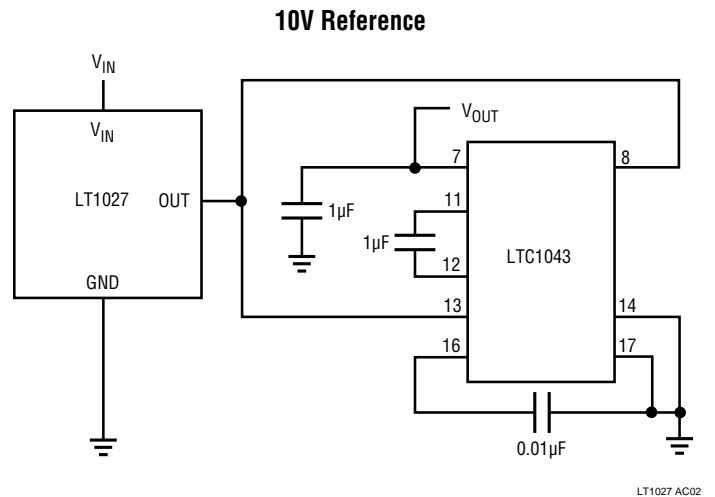 10V Reference
VIN
VIN
LT1027
OUT
GND
VOUT
7
8
11
1µF
1µF
12
LTC1043
13
14
16
17
0.01µF
LT1027 AC02